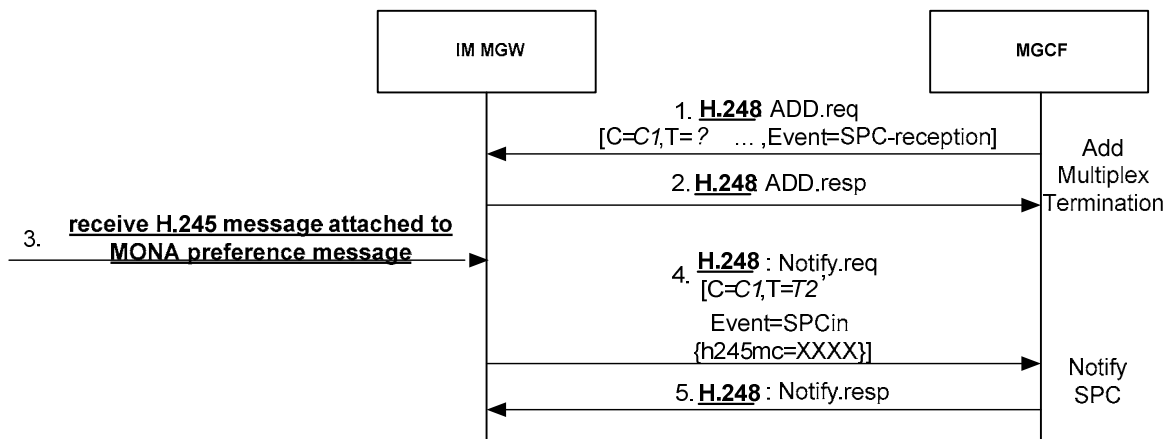 IM MGW
MGCF
1. H.248 ADD.req
[C=C1,T=? ... ,Event=SPC-reception]
Add
Multiplex
Termination
2. H.248: ADD.resp
3. receive H.245 message attached to
MONA preference message
4. H.248 : Notify.req
[C=C1,T=T2,
Event=SPCin
{h245mc=XXXX}]
Notify
SPC
5. H.248 : Notify.resp